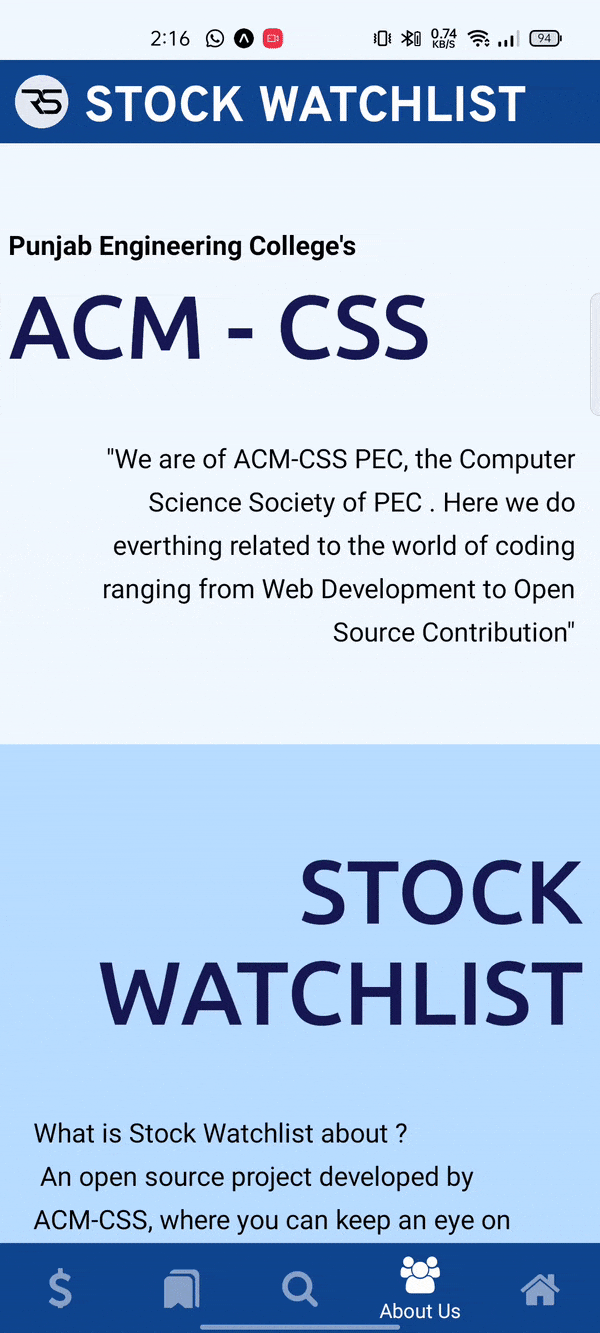 2:16
0.74
KB/S
94
RS STOCK WATCHLIST
Punjab Engineering College's
ACM - CSS
"We are of ACM-CSS PEC, the Computer
Science Society of PEC . Here we do
everthing related to the world of coding
ranging from Web Development to Open
Source Contribution"
STOCK
WATCHLIST
What is Stock Watchlist about ?
An open source project developed by
ACM-CSS, where you can keep an eye on
$
About Us